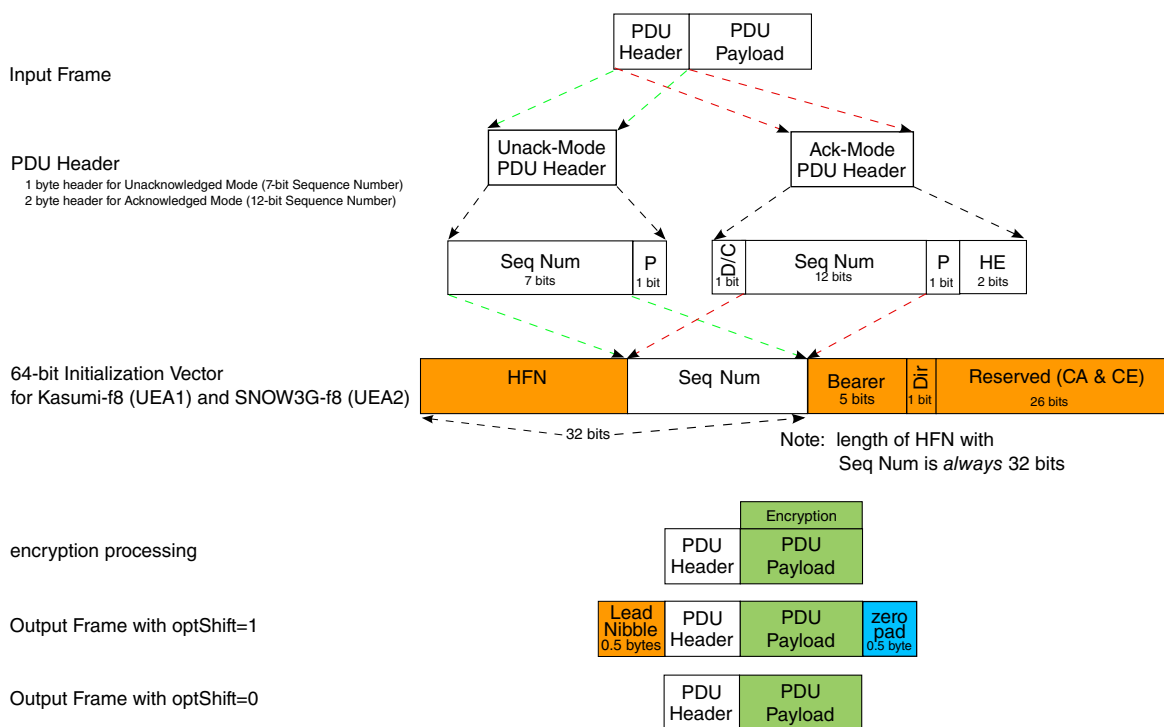 PDU
Header
PDU
Payload
Input Frame
Unack-Mode
PDU Header
Ack-Mode
PDU Header
PDU Header
1 byte header for Unacknowledged Mode (7-bit Sequence Number)
2 byte header for Acknowledged Mode (12-bit Sequence Number)
Seq Num
7 bits
P
1 bit
D/C
1 bit
Seq Num
12 bits
P
1 bit
HE
2 bits
64-bit Initialization Vector
for Kasumi-f8 (UEA1) and SNOW3G-f8 (UEA2)
HFN
Seq Num
Bearer
5 bits
Dir
1 bit
Reserved (CA & CE)
26 bits
32 bits
Note: length of HFN with
Seq Num is always 32 bits
Encryption
encryption processing
PDU
Header
PDU
Payload
Output Frame with optShift=1
Lead
Nibble
0.5 bytes
PDU
Header
PDU
Payload
zero
pad
0.5 byte
Output Frame with optShift=0
PDU
Header
PDU
Payload